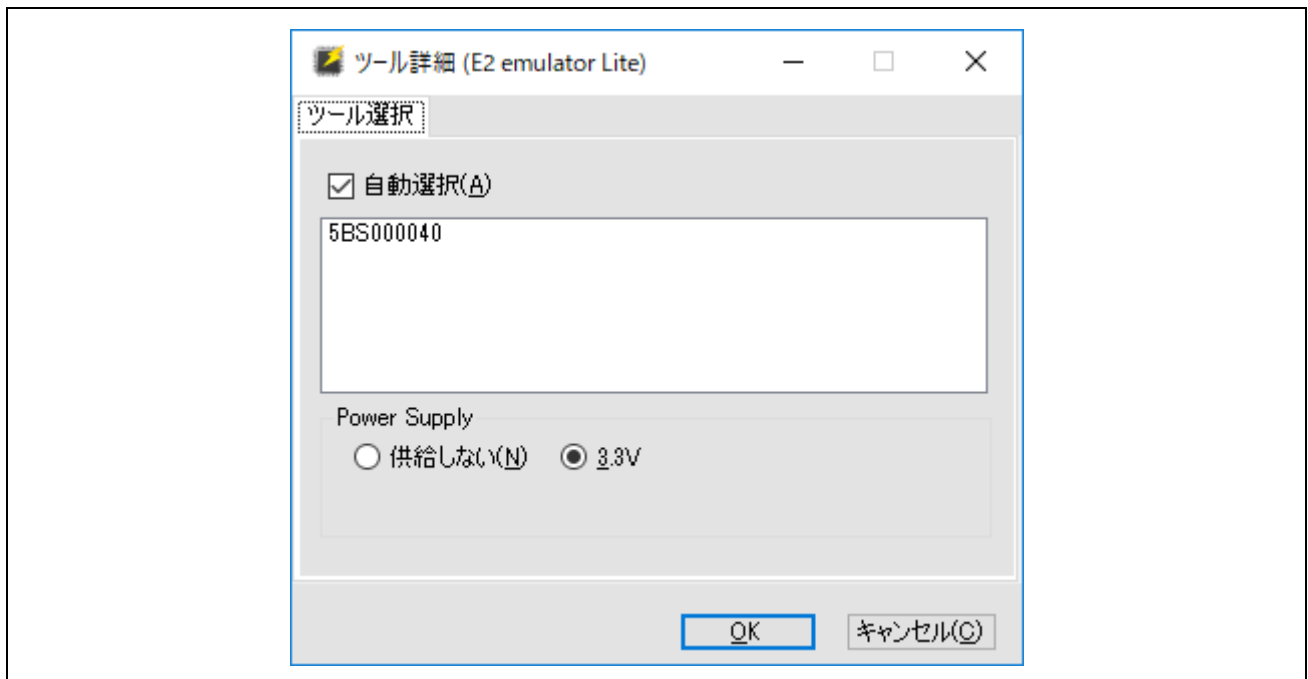 ツール詳細 (E2 emulator Lite)
ツール選択
自動選択(A)
5BS000040
Power Supply
供給しない(N) 3.3V
OK キャンセル(C)